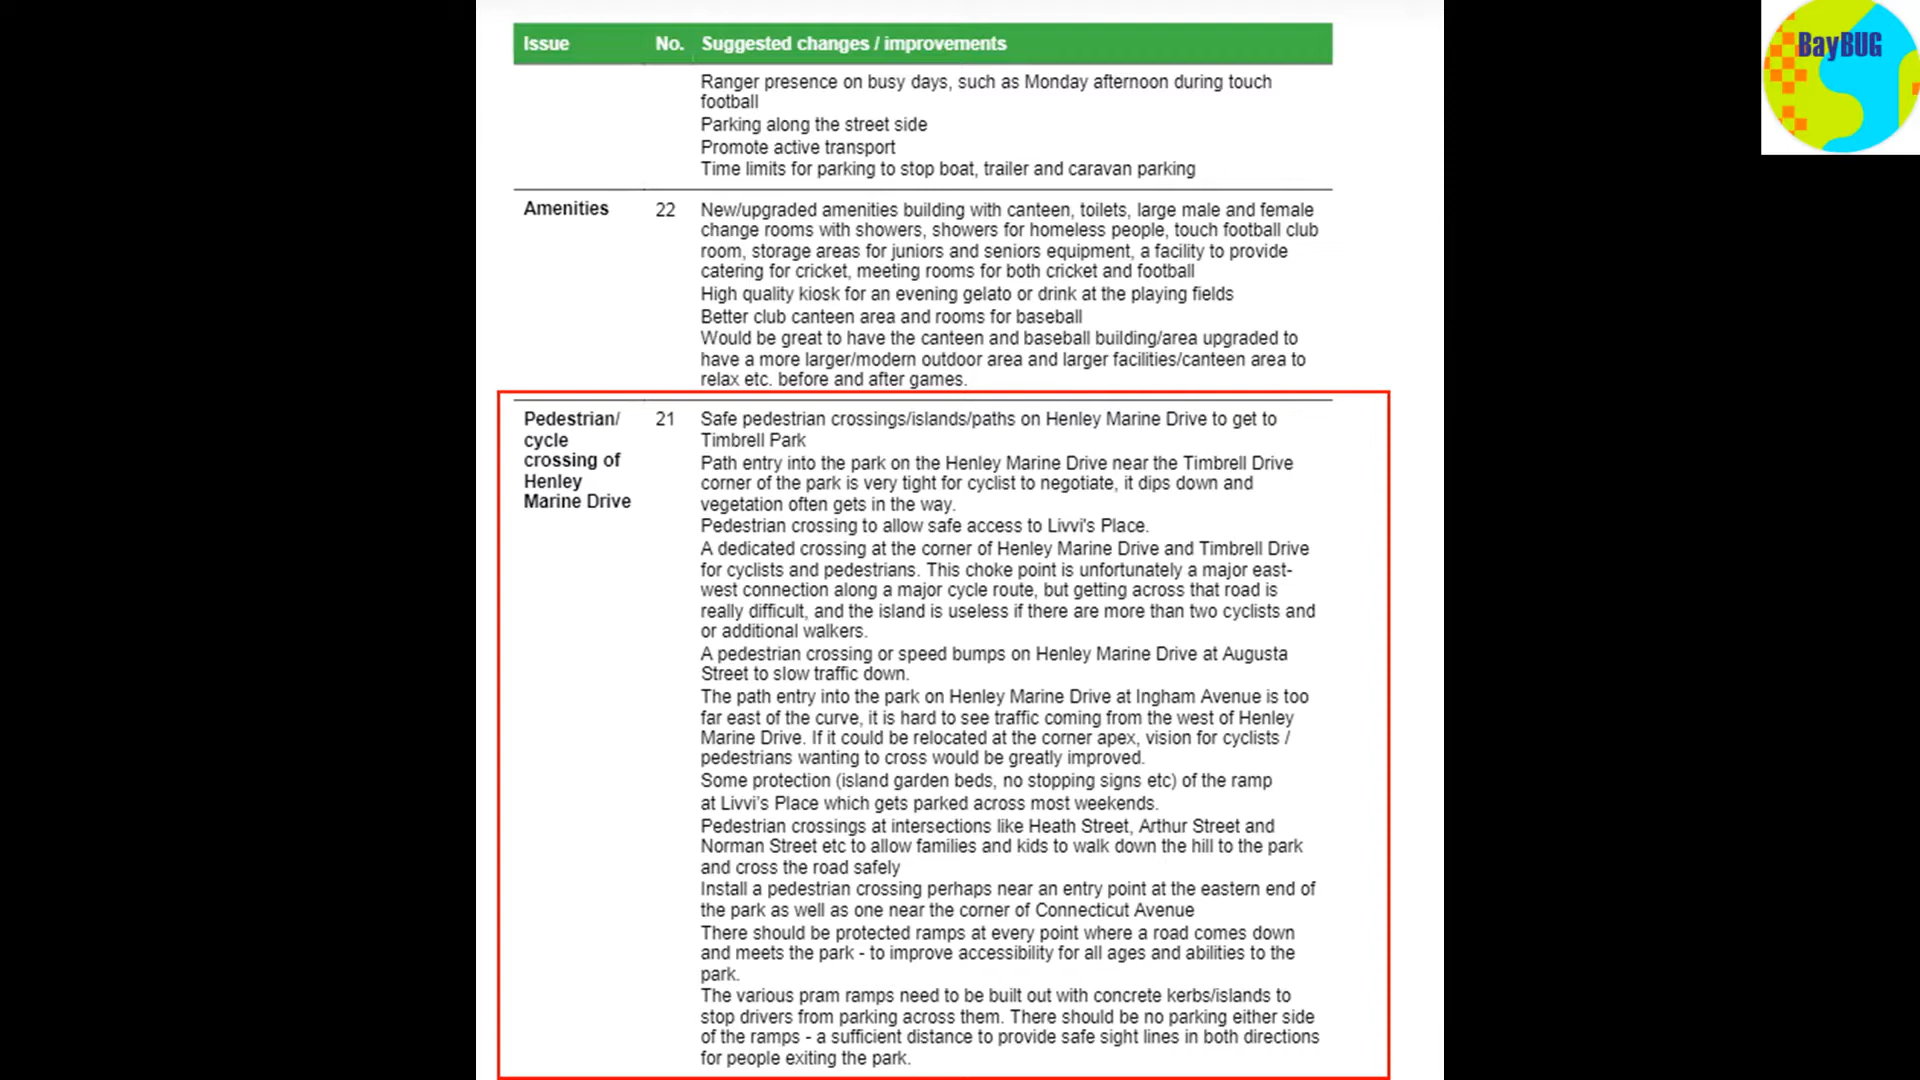 BayBUG
Issue No. Suggested changes / improvements
Ranger presence on busy days, such as Monday afternoon during touch
football
Parking along the street side
Promote active transport
Time limits for parking to stop boat, trailer and caravan parking
Amenities 22 New/upgraded amenities building with canteen, toilets, large male and female
change rooms with showers, showers for homeless people, touch football club
room, storage areas for juniors and seniors equipment, a facility to provide
catering for cricket, meeting rooms for both cricket and football
High quality kiosk for an evening gelato or drink at the playing fields
Better club canteen area and rooms for baseball
Would be great to have the canteen and baseball building/area upgraded to
have a more larger/modern outdoor area and larger facilities/canteen area to
relax etc. before and after games.
Pedestrian/
cycle
crossing of
Henley
Marine Drive
21
Safe pedestrian crossings/islands/paths on Henley Marine Drive to get to
Timbrell Park
Path entry into the park on the Henley Marine Drive near the Timbrell Drive
corner of the park is very tight for cyclist to negotiate, it dips down and
vegetation often gets in the way.
Pedestrian crossing to allow safe access to Livvi's Place.
A dedicated crossing at the corner of Henley Marine Drive and Timbrell Drive
for cyclists and pedestrians. This choke point is unfortunately a major east-
west connection along a major cycle route, but getting across that road is
really difficult, and the island is useless if there are more than two cyclists and
or additional walkers.
A pedestrian crossing or speed bumps on Henley Marine Drive at Augusta
Street to slow traffic down.
The path entry into the park on Henley Marine Drive at Ingham Avenue is too
far east of the curve, it is hard to see traffic coming from the west of Henley
Marine Drive. If it could be relocated at the corner apex, vision for cyclists /
pedestrians wanting to cross would be greatly improved.
Some protection (island garden beds, no stopping signs etc) of the ramp
at Livvi's Place which gets parked across most weekends.
Pedestrian crossings at intersections like Heath Street, Arthur Street and
Norman Street etc to allow families and kids to walk down the hill to the park
and cross the road safely
Install a pedestrian crossing perhaps near an entry point at the eastern end of
the park as well as one near the corner of Connecticut Avenue
There should be protected ramps at every point where a road comes down
and meets the park - to improve accessibility for all ages and abilities to the
park.
The various pram ramps need to be built out with concrete kerbs/islands to
stop drivers from parking across them. There should be no parking either side
of the ramps - a sufficient distance to provide safe sight lines in both directions
for people exiting the park.